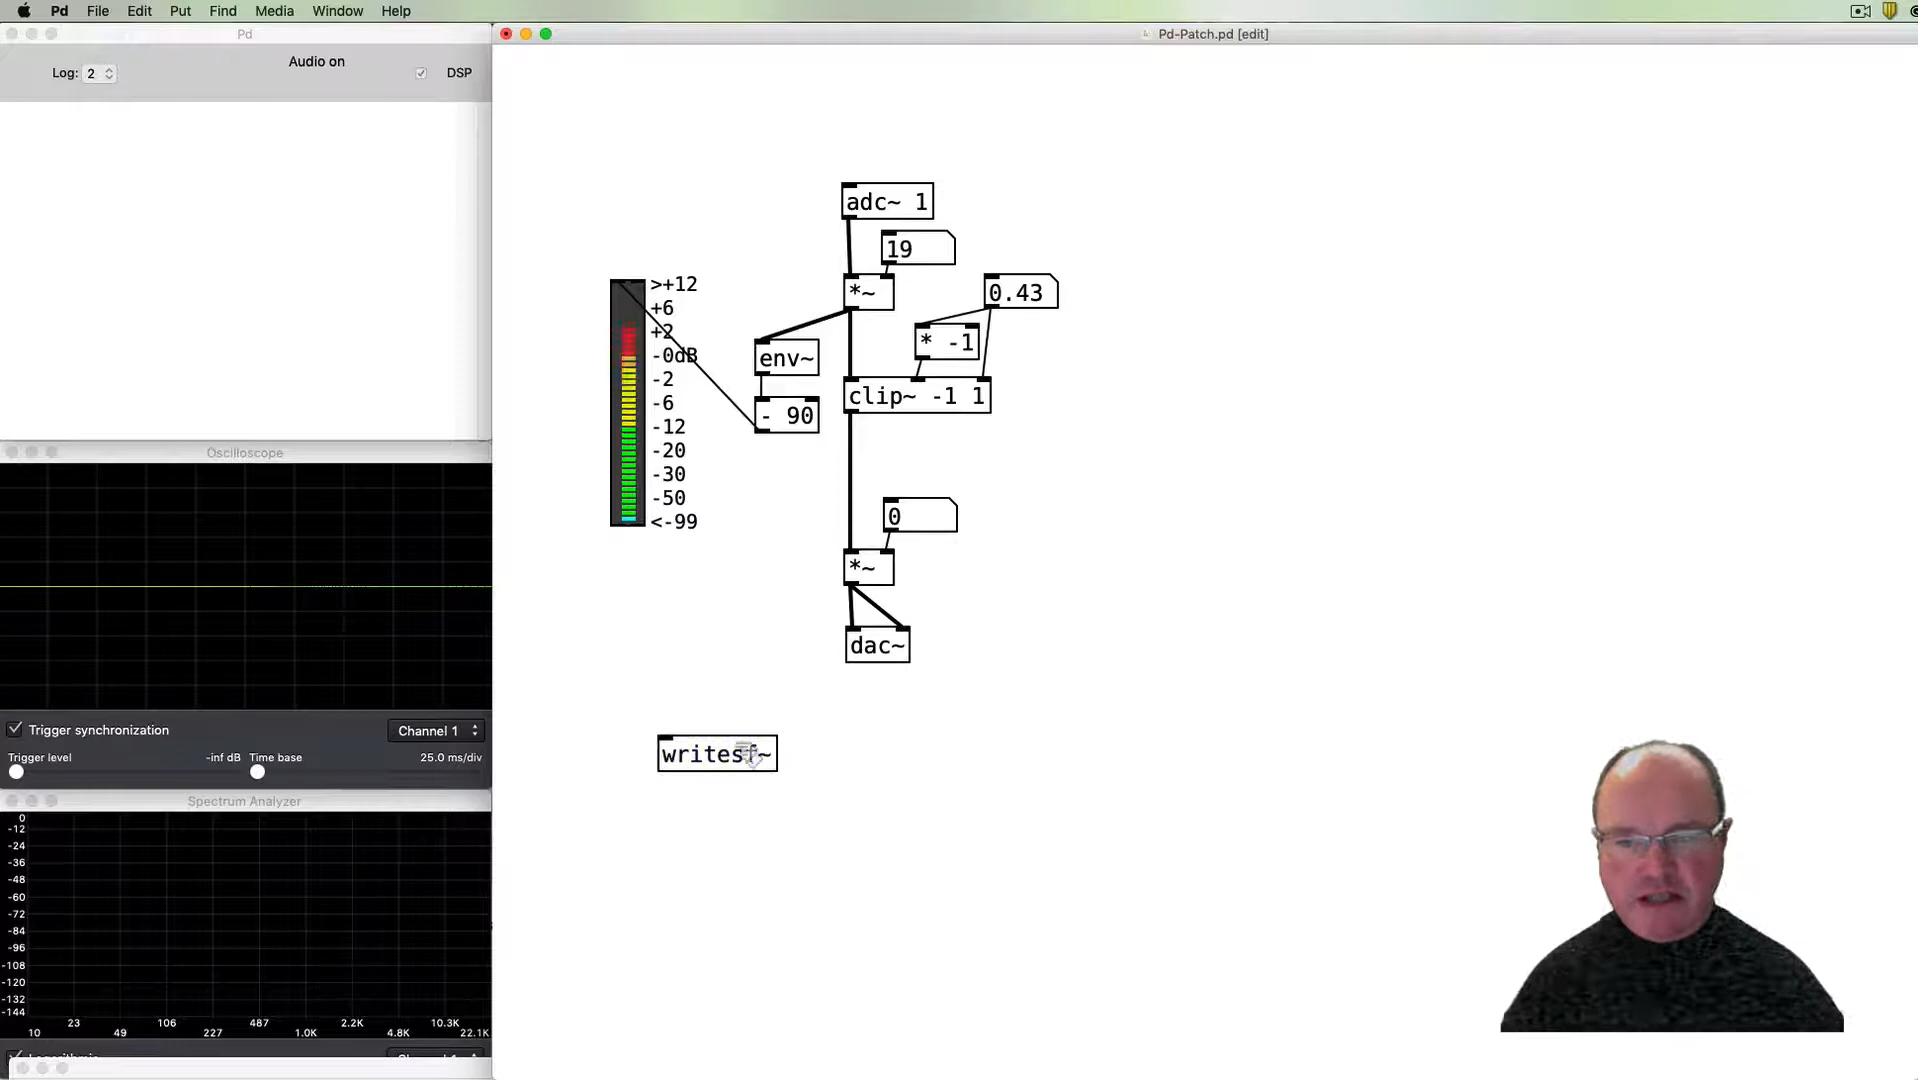 Pd File Edit Put Find Media Window Help
Pd
Audio on
Log: 2
DSP
Oscilloscope
Trigger synchronization
Channel 1
Trigger level
-inf dB
Time base
25.0 ms/div
Spectrum Analyzer
0
-12
-24
-36
-48
-60
-72
-84
-96
-108
-120
-132
-144
23 106 487 2.2K 10.3K
10 49 227 1.0K 4.8K 22.1K
Pd-Patch.pd [edit]
adc~ 1
19
*~
0.43
* -1
>+12
+6
+2
-0dB
-2
-6
-12
-20
-30
-50
<-99
env~
- 90
clip~ -1 1
0
*~
dac~
writesf~